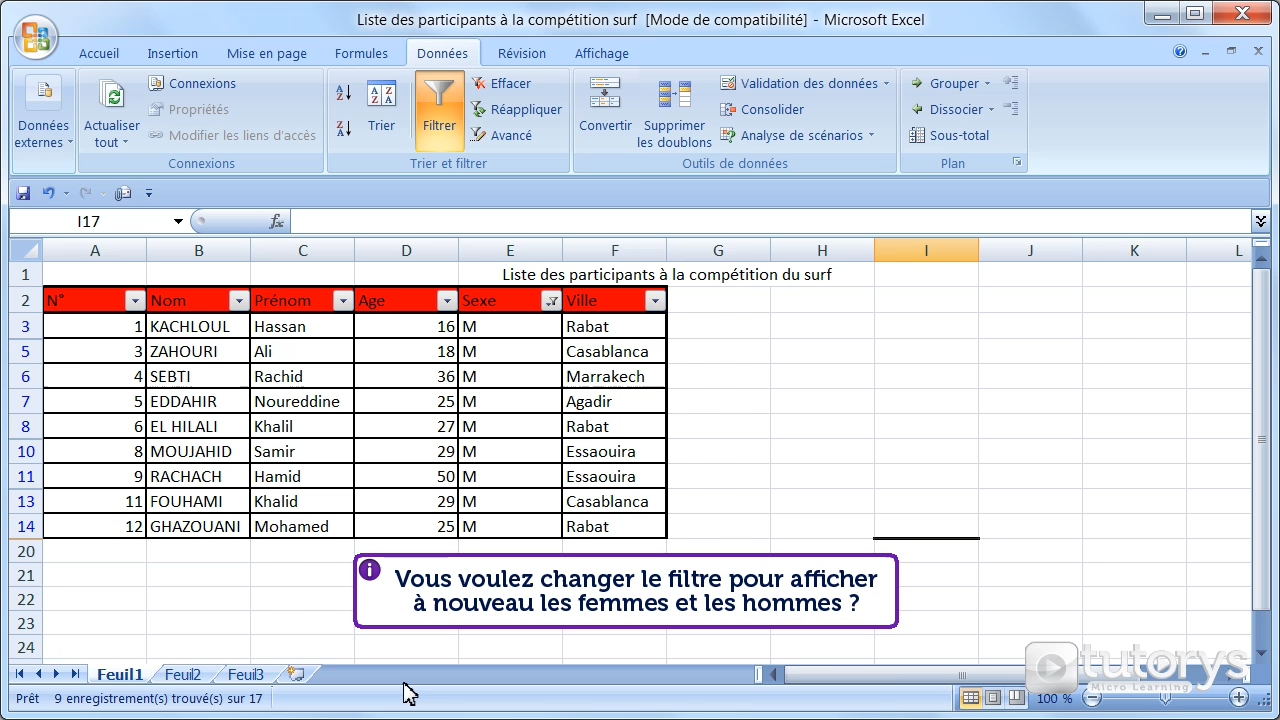 Liste des participants à la compétition surf [Mode de compatibilité] - Microsoft Excel
Accueil Insertion Mise en page Formules Données Révision Affichage
Données externes
Actualiser tout
Connexions
Propriétés
Modifier les liens d'accès
Connexions
Trier
Filtrer
Effacer
Réappliquer
Avancé
Trier et filtrer
Convertir
Supprimer les doublons
Validation des données
Consolider
Analyse de scénarios
Outils de données
Grouper
Dissocier
Sous-total
Plan
I17 fx
A B C D E F G H I J K L
1 Liste des participants à la compétition du surf
2 N° Nom Prénom Age Sexe Ville
3 1 KACHLOUL Hassan 16 M Rabat
5 3 ZAHOURI Ali 18 M Casablanca
6 4 SEBTI Rachid 36 M Marrakech
7 5 EDDAHIR Noureddine 25 M Agadir
8 6 EL HILALI Khalil 27 M Rabat
10 8 MOUJAHID Samir 29 M Essaouira
11 9 RACHACH Hamid 50 M Essaouira
13 11 FOUHAMI Khalid 29 M Casablanca
14 12 GHAZOUANI Mohamed 25 M Rabat
20
21
22
23
24
Vous voulez changer le filtre pour afficher
à nouveau les femmes et les hommes ?
Feuil1 Feuil2 Feuil3
tutorys
Micro Learning
Prêt 9 enregistrement(s) trouvé(s) sur 17 100 %